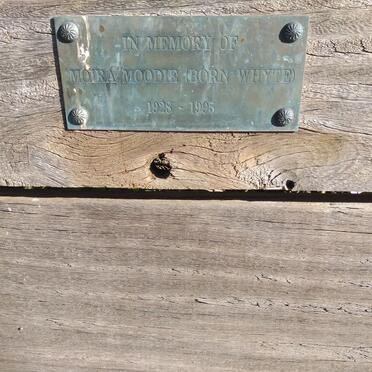 IN MEMORY OF
MOIRA MOODIE (BORN WHYTE)
1928 - 1995